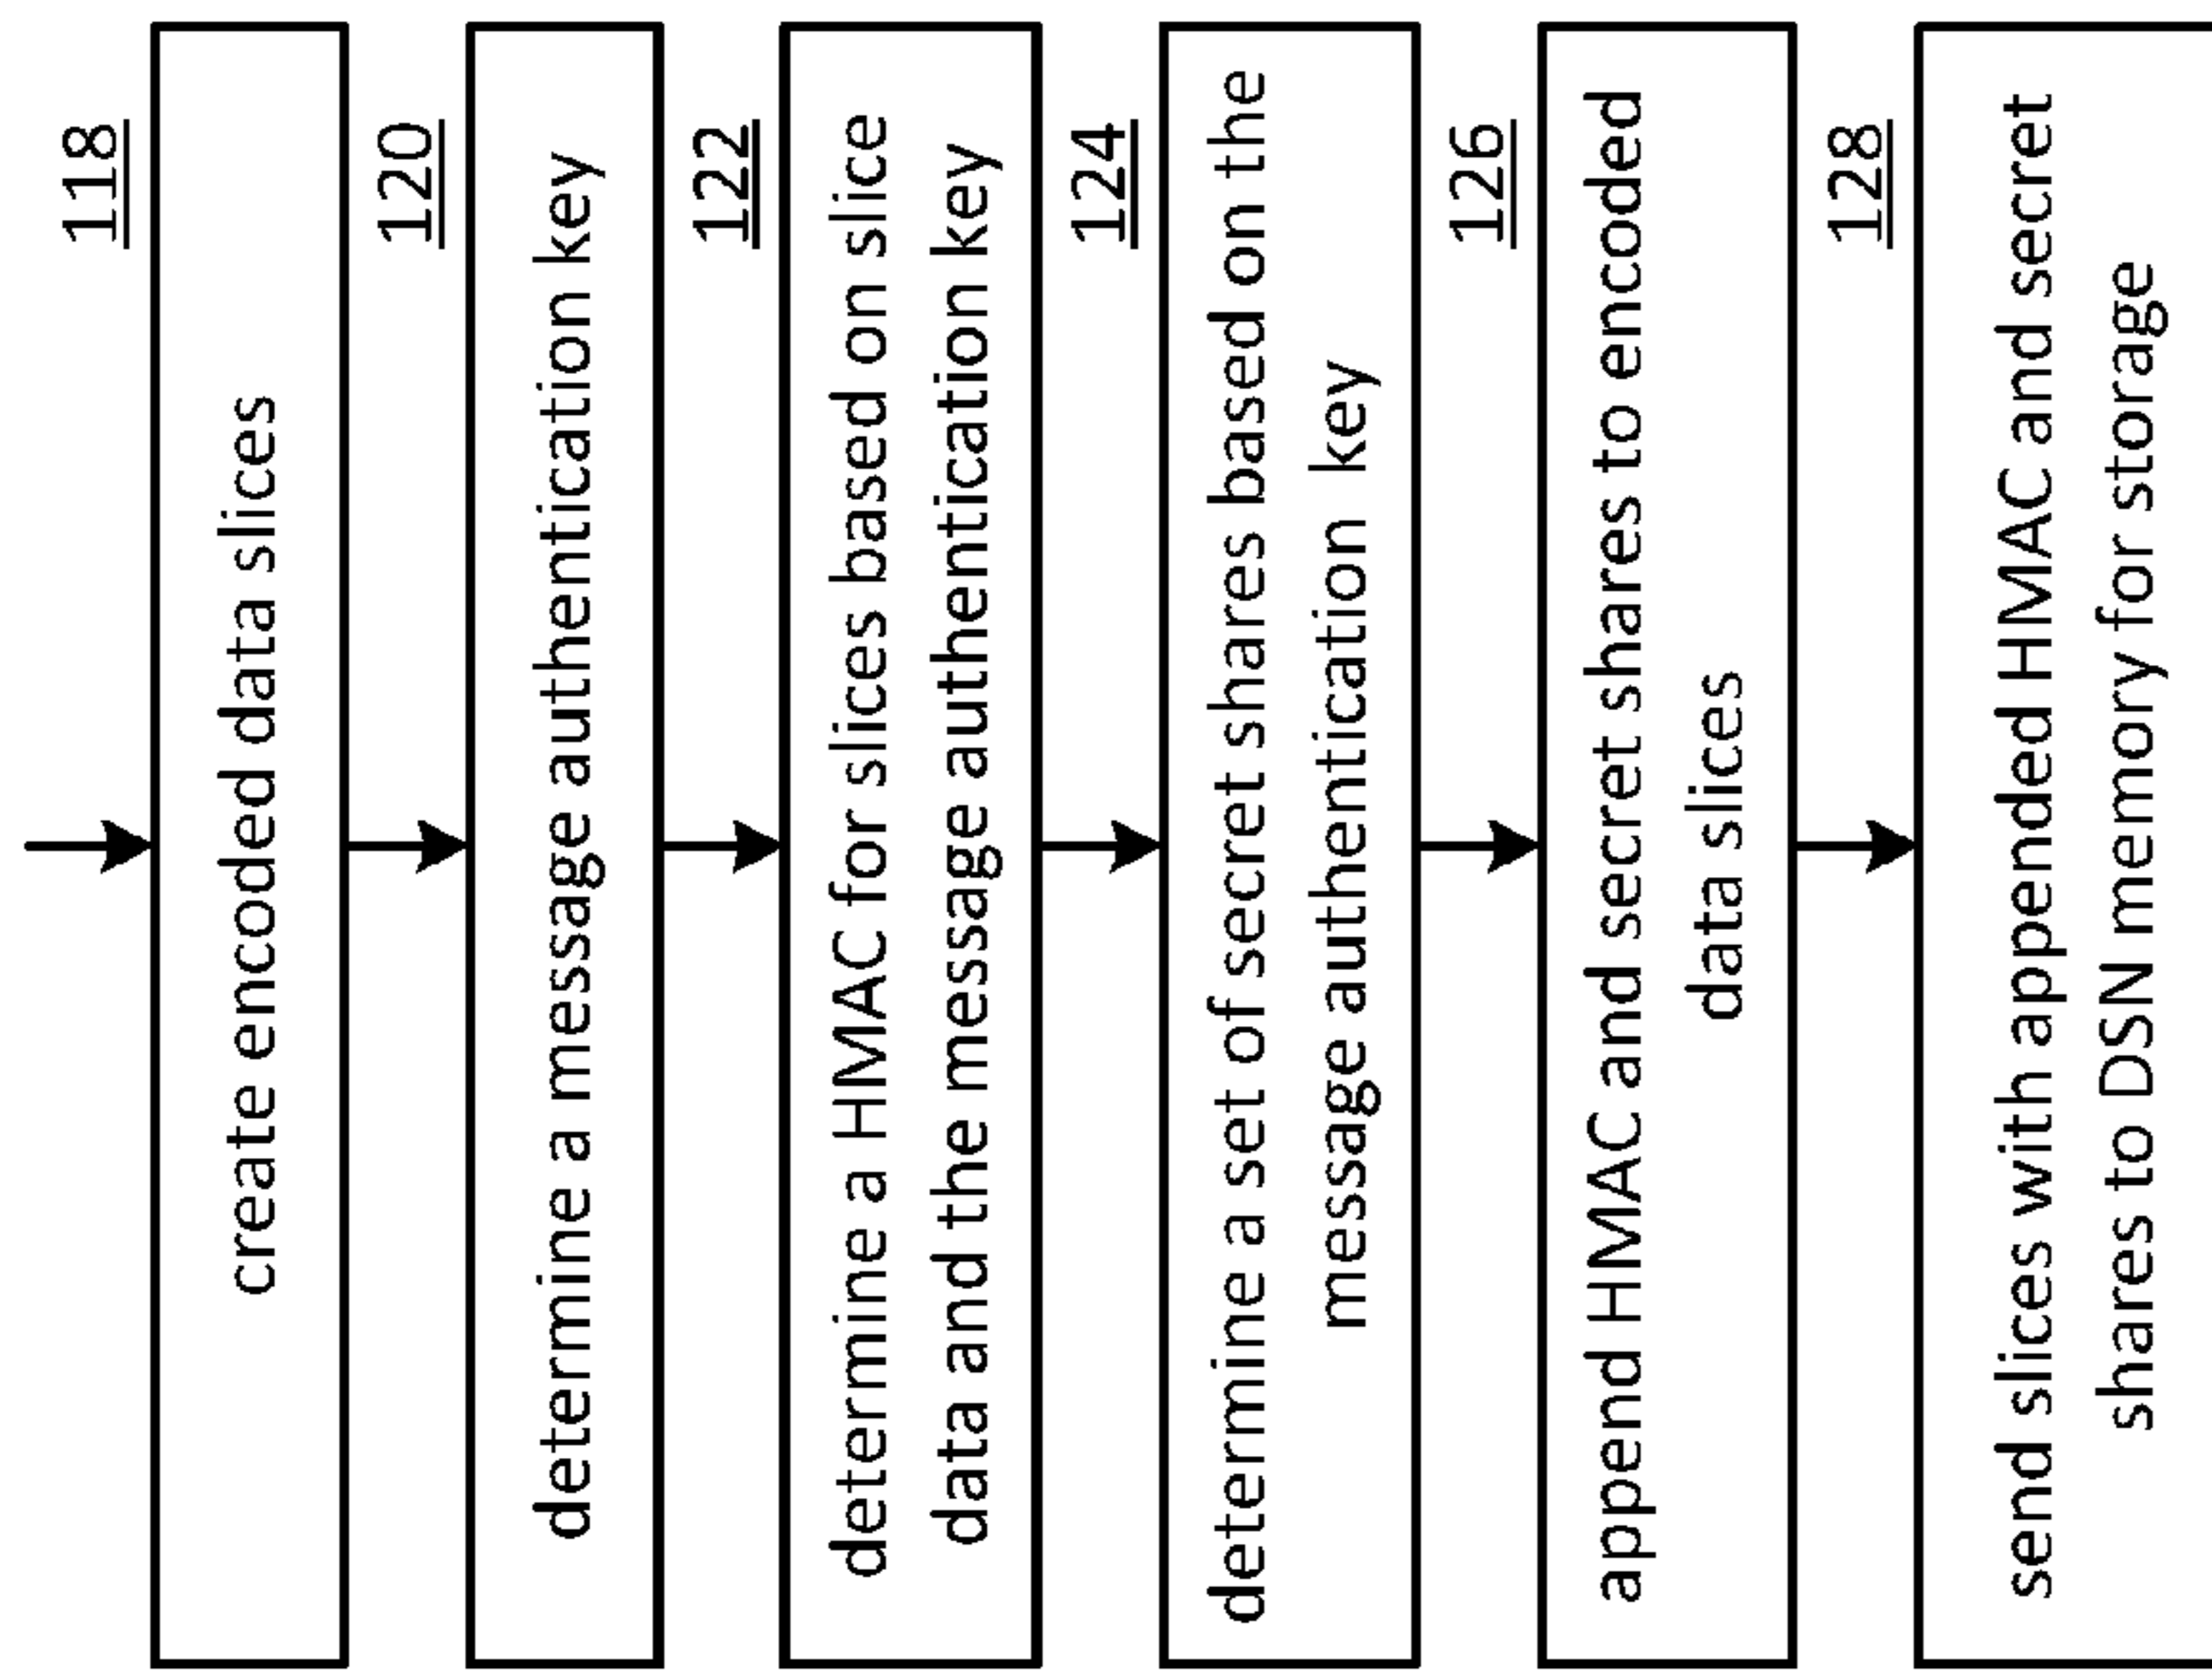 118
create encoded data slices
120
determine a message authentication key
122
determine a HMAC for slices based on slice
data and the message authentication key
124
determine a set of secret shares based on the
message authentication key
126
append HMAC and secret shares to encoded
data slices
128
send slices with appended HMAC and secret
shares to DSN memory for storage